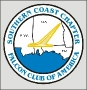 SOUTHERN COAST CHAPTER
FALCON CLUB OF AMERICA